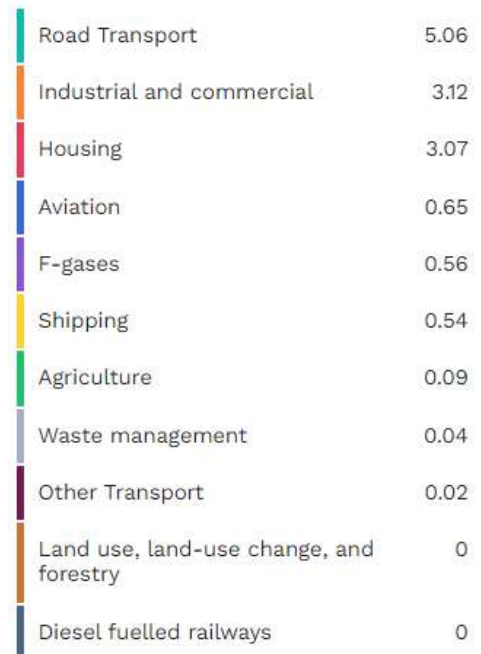 Road Transport 5.06
Industrial and commercial 3.12
Housing 3.07
Aviation 0.65
F-gases 0.56
Shipping 0.54
Agriculture 0.09
Waste management 0.04
Other Transport 0.02
Land use, land-use change, and 0
forestry
Diesel fuelled railways 0